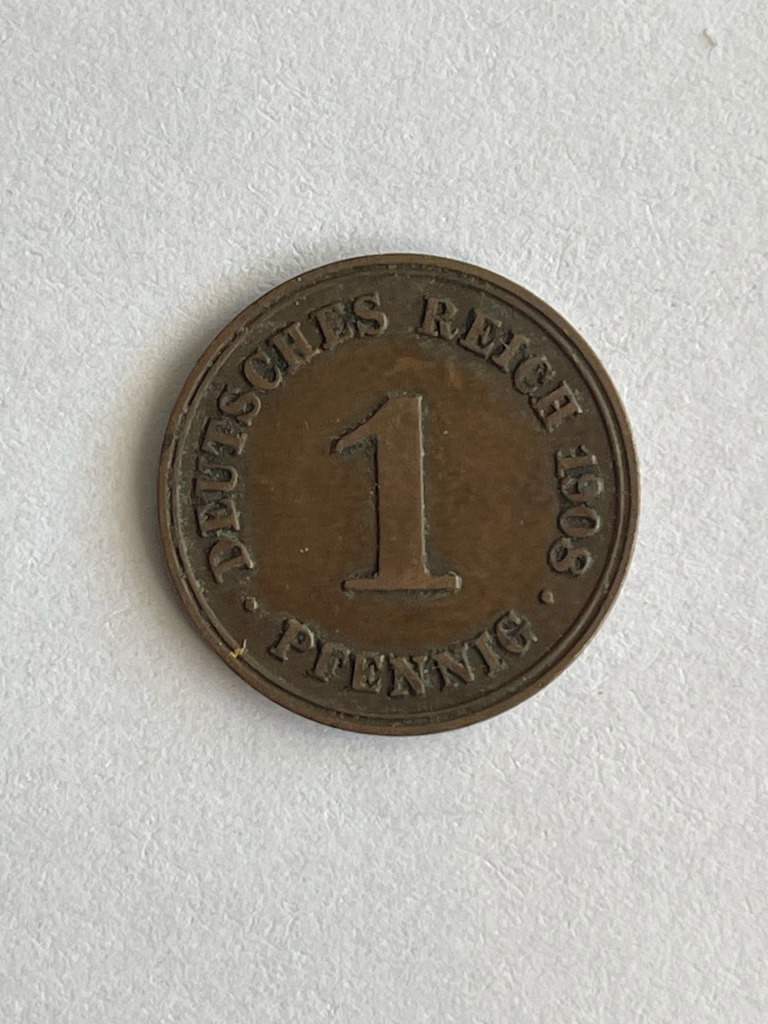 DEUTSCHES REICH 1908
1
· PFENNIG ·